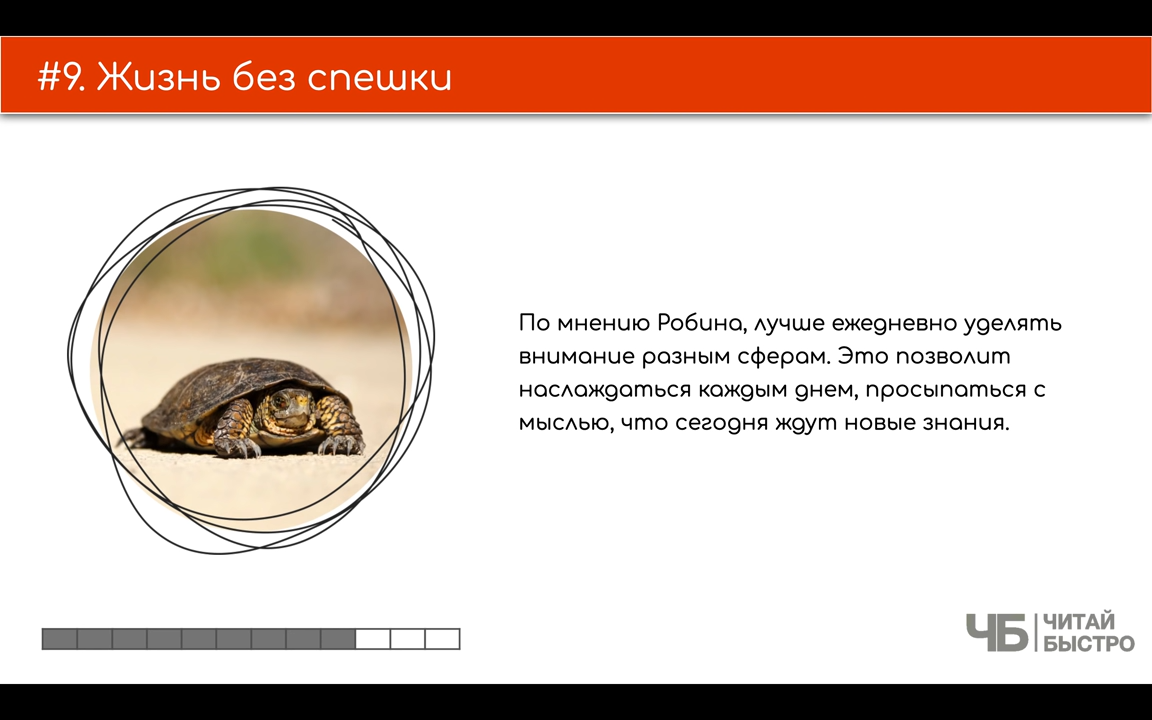 #9. Жизнь без спешки
По мнению Робина, лучше ежедневно уделять
внимание разным сферам. Это позволит
наслаждаться каждым днем, просыпаться с
мыслью, что сегодня ждут новые знания.
ЧБ
ЧИТАЙ
БЫСТРО